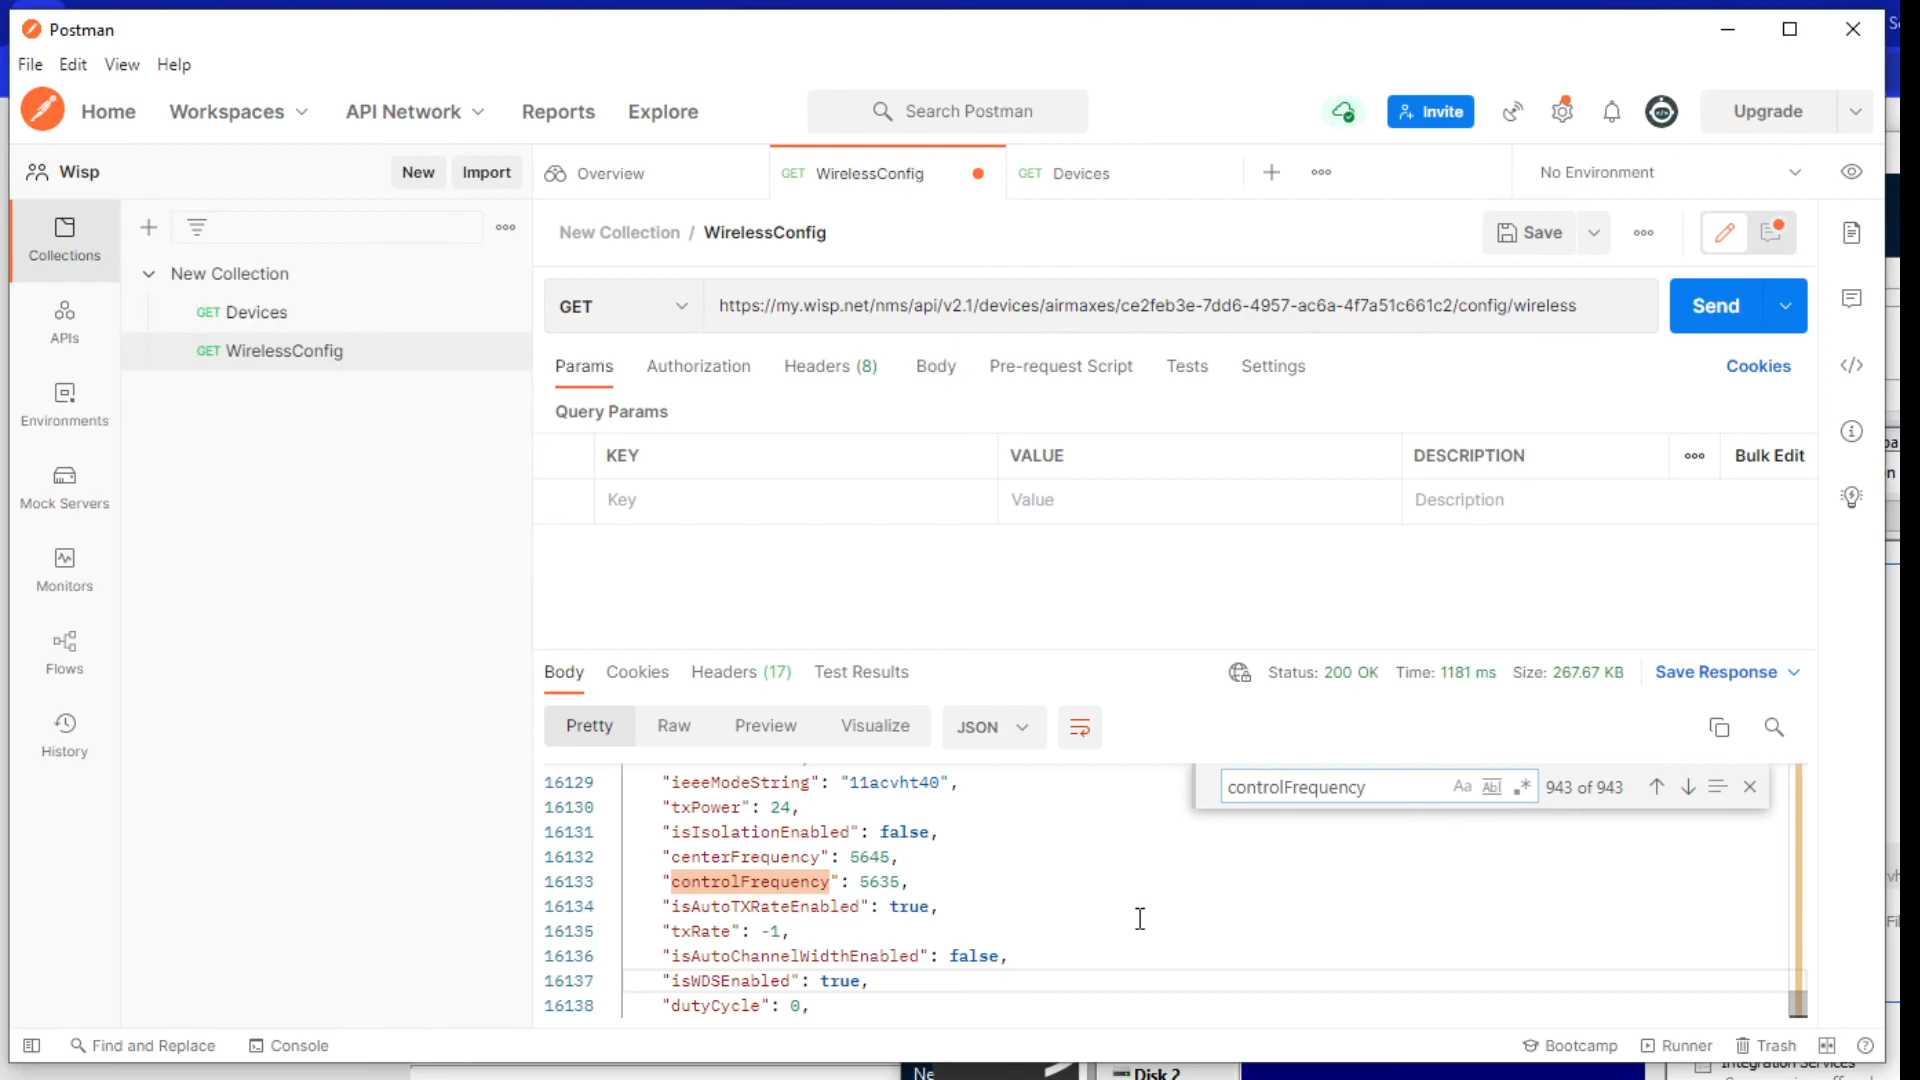 Postman
File Edit View Help
Home Workspaces API Network Reports Explore Search Postman Invite Upgrade
Wisp New Import Overview GET WirelessConfig GET Devices No Environment
Collections
New Collection / WirelessConfig Save
New Collection
GET Devices
GET WirelessConfig
GET https://my.wisp.net/nms/api/v2.1/devices/airmaxes/ce2feb3e-7dd6-4957-ac6a-4f7a51c661c2/config/wireless Send
APIs
Params Authorization Headers (8) Body Pre-request Script Tests Settings Cookies
Environments
Query Params
KEY VALUE DESCRIPTION Bulk Edit
Key Value Description
Mock Servers
Monitors
Flows
History
Body Cookies Headers (17) Test Results Status: 200 OK Time: 1181 ms Size: 267.67 KB Save Response
Pretty Raw Preview Visualize JSON
controlFrequency Aa Abl .* 943 of 943
16129 "ieeeModeString": "11acvht40",
16130 "txPower": 24,
16131 "isIsolationEnabled": false,
16132 "centerFrequency": 5645,
16133 "controlFrequency": 5635,
16134 "isAutoTXRateEnabled": true,
16135 "txRate": -1,
16136 "isAutoChannelWidthEnabled": false,
16137 "isWDSEnabled": true,
16138 "dutyCycle": 0,
Find and Replace Console Bootcamp Runner Trash
Ne Disk 2 Integration Services